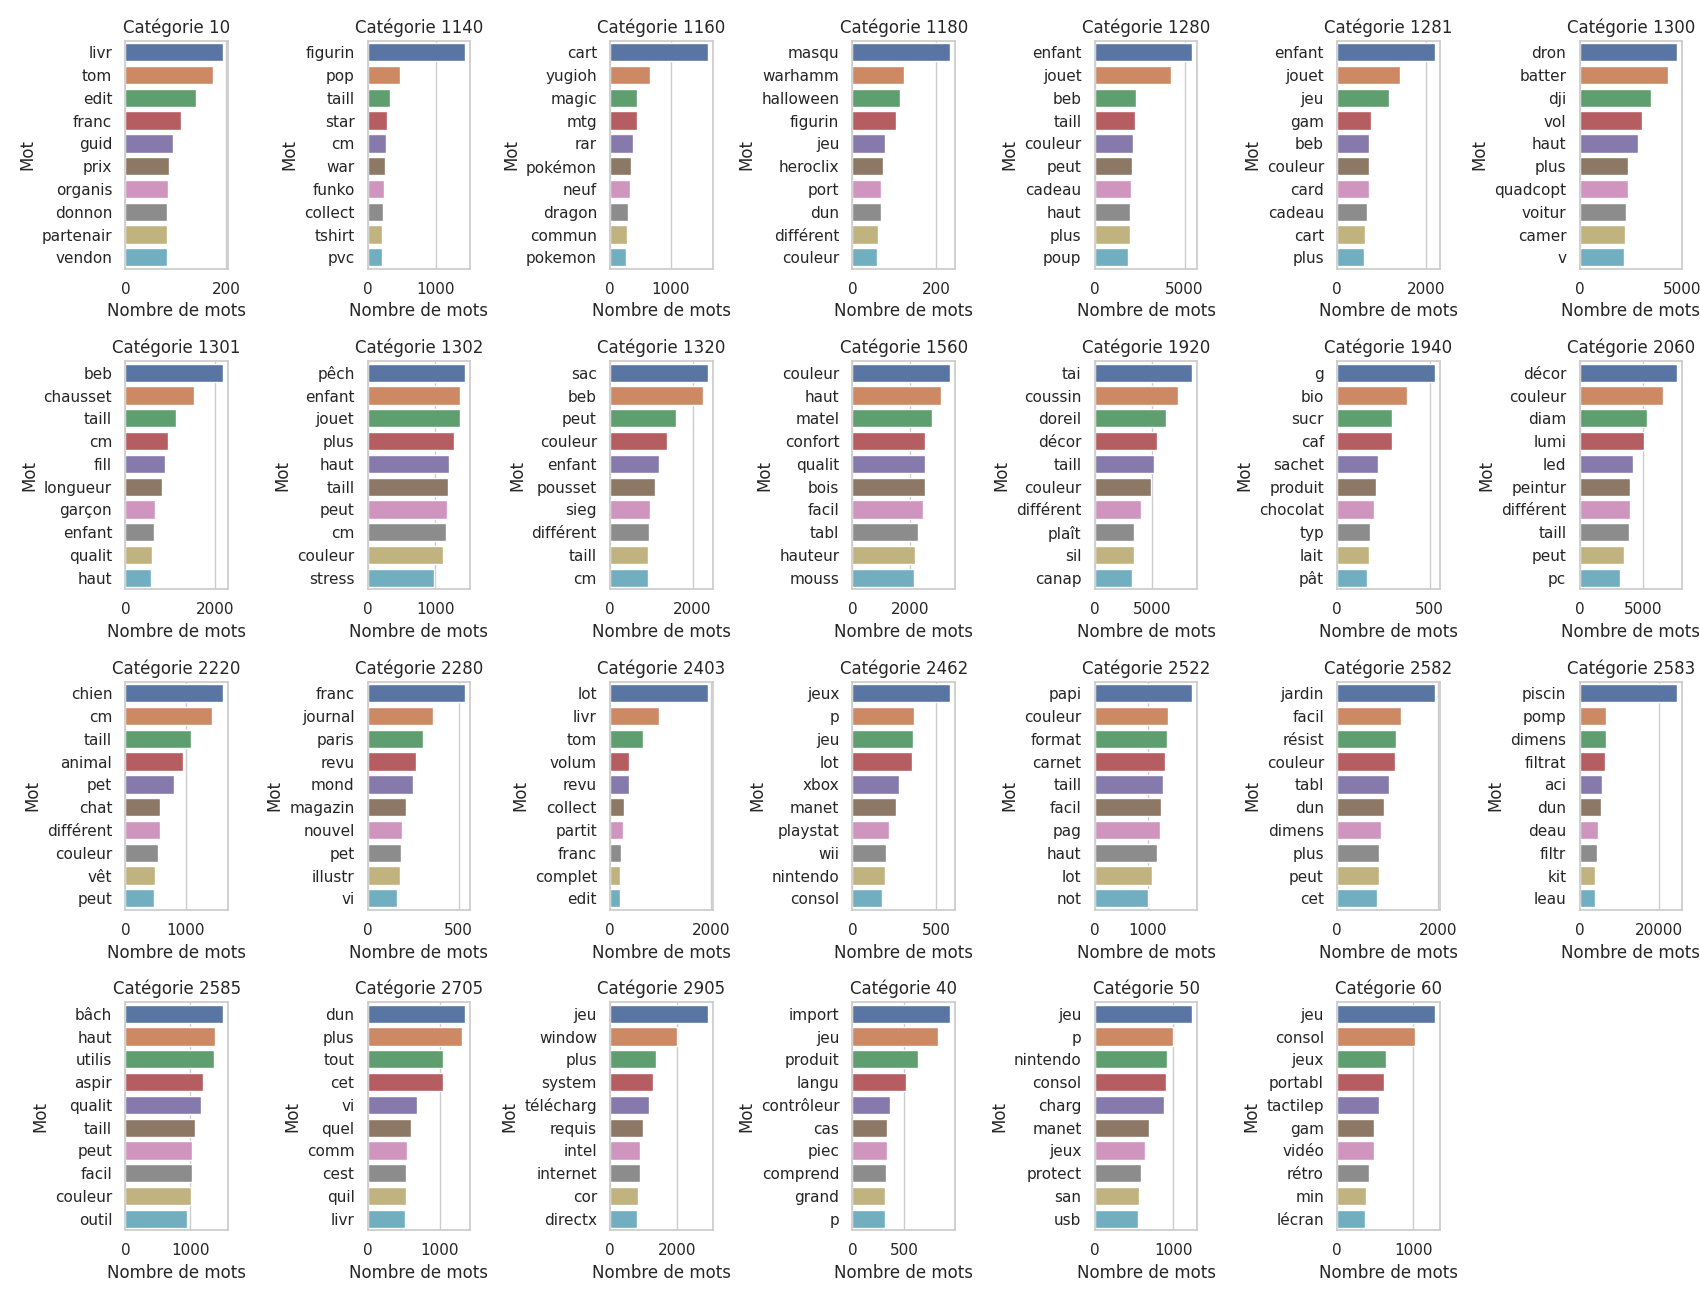 Catégorie 10
Mot
livr
tom
edit
franc
guid
prix
organis
donnon
partenair
vendon
0 200
Nombre de mots
Catégorie 1140
Mot
figurin
pop
taill
star
cm
war
funko
collect
tshirt
pvc
0 1000
Nombre de mots
Catégorie 1160
Mot
cart
yugioh
magic
mtg
rar
pokémon
neuf
dragon
commun
pokemon
0 1000
Nombre de mots
Catégorie 1180
Mot
masqu
warhamm
halloween
figurin
jeu
heroclix
port
dun
différent
couleur
0 200
Nombre de mots
Catégorie 1280
Mot
enfant
jouet
beb
taill
couleur
peut
cadeau
haut
plus
poup
0 5000
Nombre de mots
Catégorie 1281
Mot
enfant
jouet
jeu
gam
beb
couleur
card
cadeau
cart
plus
0 2000
Nombre de mots
Catégorie 1300
Mot
dron
batter
dji
vol
haut
plus
quadcopt
voitur
camer
v
0 5000
Nombre de mots
Catégorie 1301
Mot
beb
chausset
taill
cm
fill
longueur
garçon
enfant
qualit
haut
0 2000
Nombre de mots
Catégorie 1302
Mot
pêch
enfant
jouet
plus
haut
taill
peut
cm
couleur
stress
0 1000
Nombre de mots
Catégorie 1320
Mot
sac
beb
peut
couleur
enfant
pousset
sieg
différent
taill
cm
0 2000
Nombre de mots
Catégorie 1560
Mot
couleur
haut
matel
confort
qualit
bois
facil
tabl
hauteur
mouss
0 2000
Nombre de mots
Catégorie 1920
Mot
tai
coussin
doreil
décor
taill
couleur
différent
plaît
sil
canap
0 5000
Nombre de mots
Catégorie 1940
Mot
g
bio
sucr
caf
sachet
produit
chocolat
typ
lait
pât
0 500
Nombre de mots
Catégorie 2060
Mot
décor
couleur
diam
lumi
led
peintur
différent
taill
peut
pc
0 5000
Nombre de mots
Catégorie 2220
Mot
chien
cm
taill
animal
pet
chat
différent
couleur
vêt
peut
0 1000
Nombre de mots
Catégorie 2280
Mot
franc
journal
paris
revu
mond
magazin
nouvel
pet
illustr
vi
0 500
Nombre de mots
Catégorie 2403
Mot
lot
livr
tom
volum
revu
collect
partit
franc
complet
edit
0 2000
Nombre de mots
Catégorie 2462
Mot
jeux
p
jeu
lot
xbox
manet
playstat
wii
nintendo
consol
0 500
Nombre de mots
Catégorie 2522
Mot
papi
couleur
format
carnet
taill
facil
pag
haut
lot
not
0 1000
Nombre de mots
Catégorie 2582
Mot
jardin
facil
résist
couleur
tabl
dun
dimens
plus
peut
cet
0 2000
Nombre de mots
Catégorie 2583
Mot
piscin
pomp
dimens
filtrat
aci
dun
deau
filtr
kit
leau
0 20000
Nombre de mots
Catégorie 2585
Mot
bâch
haut
utilis
aspir
qualit
taill
peut
facil
couleur
outil
0 1000
Nombre de mots
Catégorie 2705
Mot
dun
plus
tout
cet
vi
quel
comm
cest
quil
livr
0 1000
Nombre de mots
Catégorie 2905
Mot
jeu
window
plus
system
télécharg
requis
intel
internet
cor
directx
0 2000
Nombre de mots
Catégorie 40
Mot
import
jeu
produit
langu
contrôleur
cas
piec
comprend
grand
p
0 500
Nombre de mots
Catégorie 50
Mot
jeu
p
nintendo
consol
charg
manet
jeux
protect
san
usb
0 1000
Nombre de mots
Catégorie 60
Mot
jeu
consol
jeux
portabl
tactilep
gam
vidéo
rétro
min
lécran
0 1000
Nombre de mots